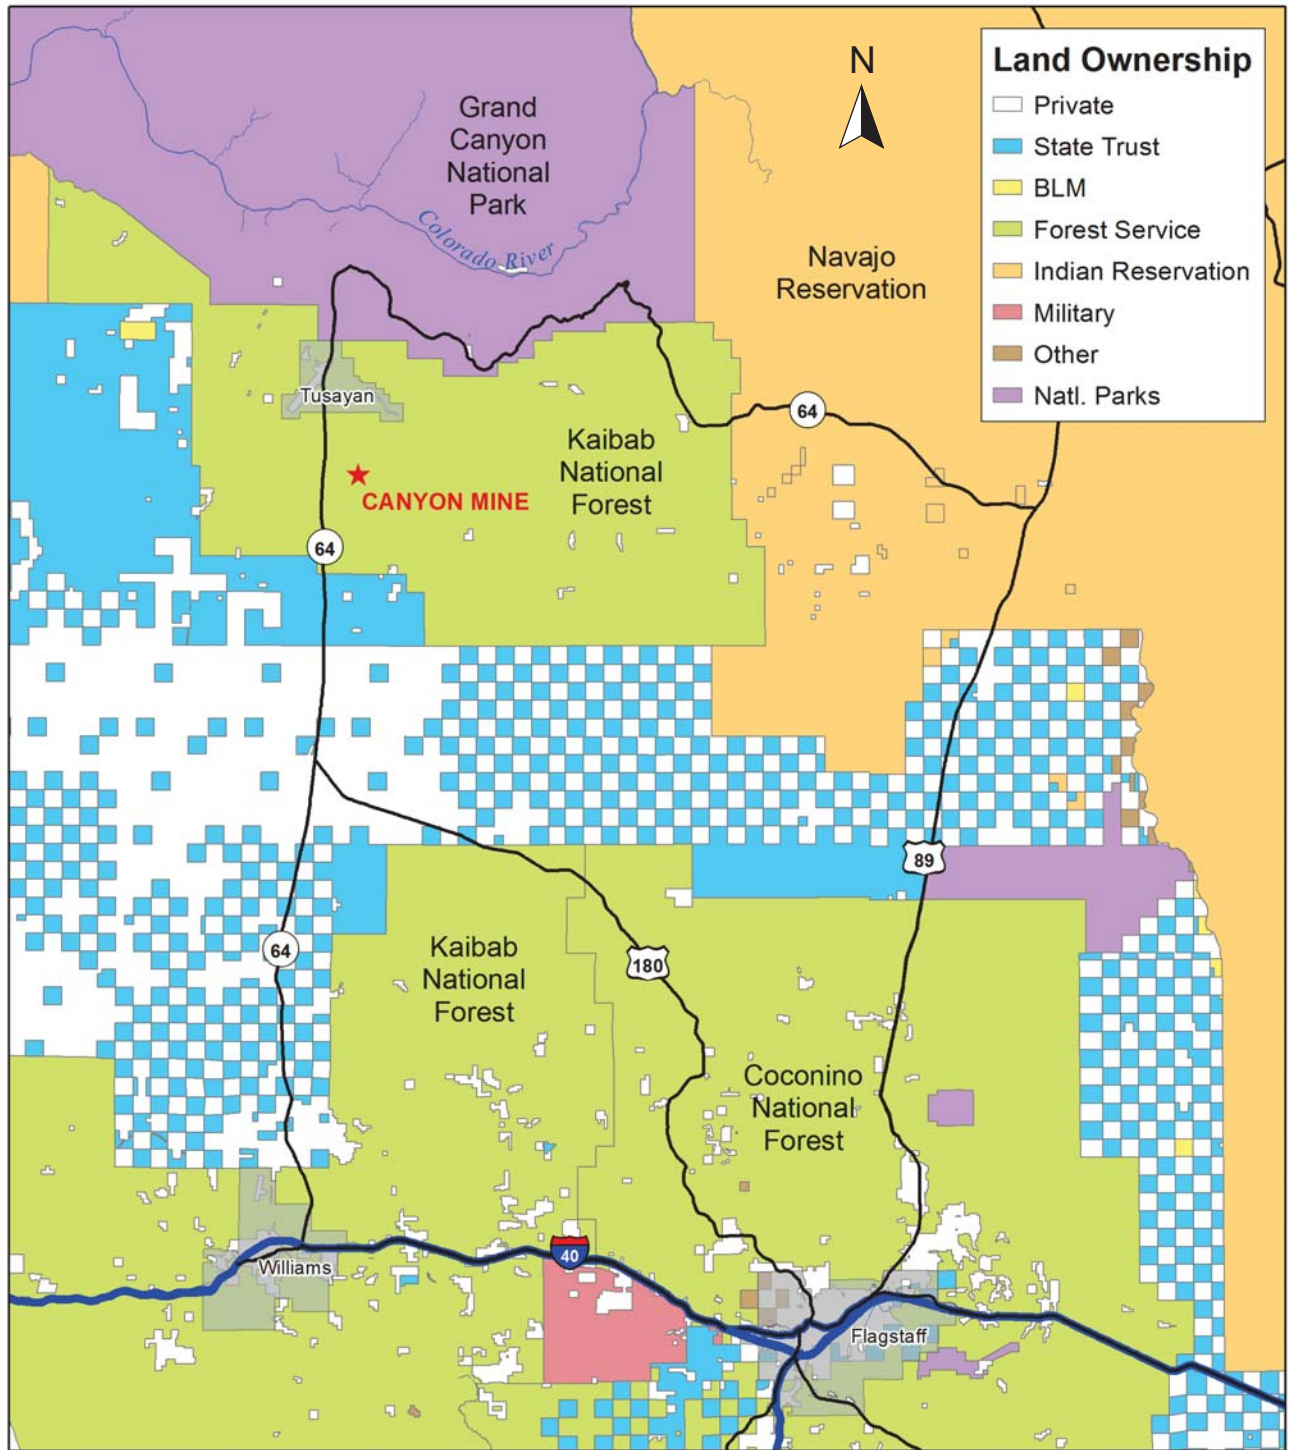 Land Ownership
Private
State Trust
BLM
Forest Service
Indian Reservation
Military
Other
Natl. Parks
N
Grand
Canyon
National
Park
Colorado River
Navajo
Reservation
Tusayan
64
Kaibab
National
Forest
CANYON MINE
64
89
64
Kaibab
National
Forest
180
Coconino
National
Forest
40
Williams
Flagstaff